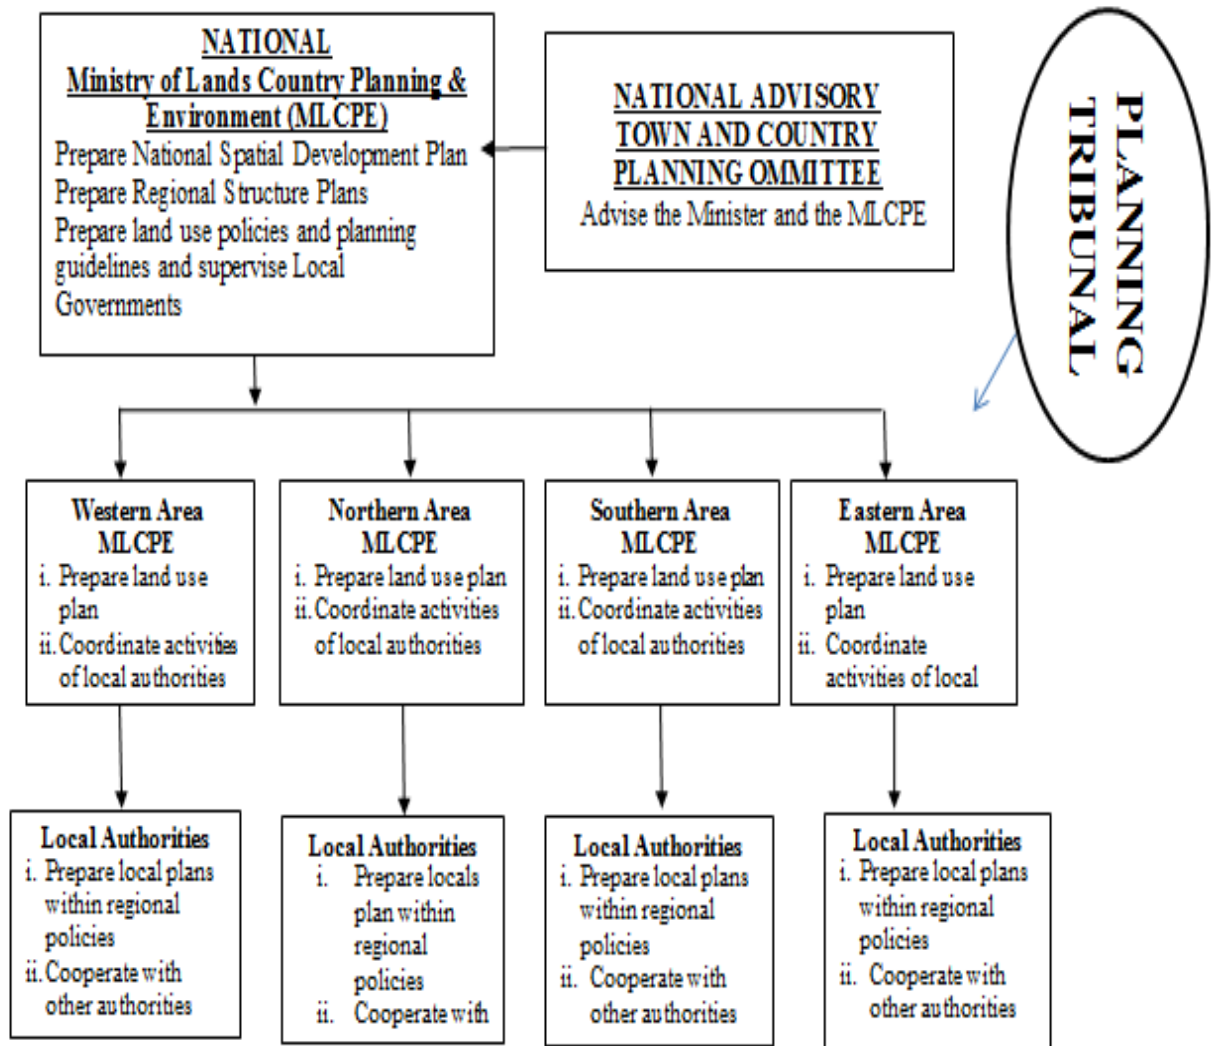 NATIONAL
Ministry of Lands Country Planning &
Environment (MLCPE)
Prepare National Spatial Development Plan
Prepare Regional Structure Plans
Prepare land use policies and planning
guidelines and supervise Local
Governments
NATIONAL ADVISORY
TOWN AND COUNTRY
PLANNING OMMITTEE
Advise the Minister and the MLCPE
PLANNING
TRIBUNAL
Western Area
MLCPE
i. Prepare land use
plan
ii. Coordinate activities
of local authorities
Northern Area
MLCPE
i. Prepare land use plan
ii. Coordinate activities
of local authorities
Southern Area
MLCPE
i. Prepare land use plan
ii. Coordinate activities
of local authorities
Eastern Area
MLCPE
i. Prepare land use
plan
ii. Coordinate
activities of local
Local Authorities
i. Prepare local plans
within regional
policies
ii. Cooperate with
other authorities
Local Authorities
i. Prepare locals
plan within
regional
policies
ii. Cooperate with
Local Authorities
i. Prepare local plans
within regional
policies
ii. Cooperate with
other authorities
Local Authorities
i. Prepare local plans
within regional
policies
ii. Cooperate with
other authorities